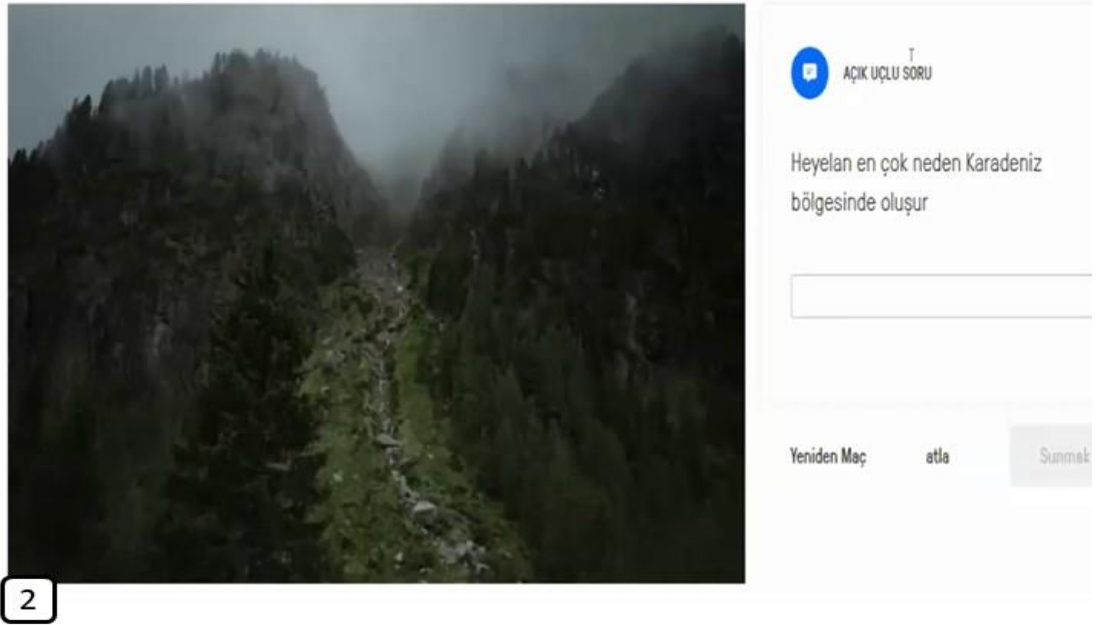 AÇIK UÇLU SORU
Heyelan en çok neden Karadeniz
bölgesinde oluşur
Yeniden Maç atla Sunmak
2